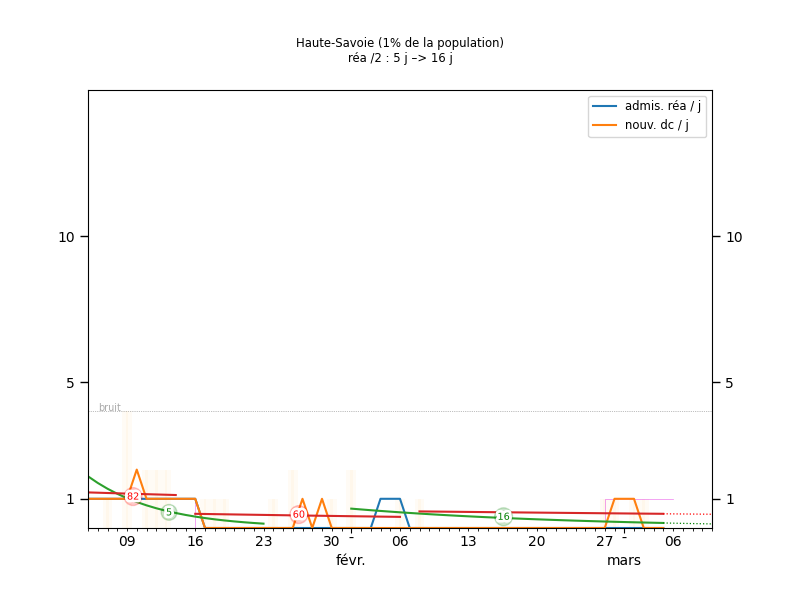 Haute-Savoie (1% de la population)
réa /2 : 5 j –> 16 j
admis. réa / j
nouv. dc / j
10 10
5 5
bruit
1 1
82
5
60
16
09 16 23 30 - 06 13 20 27 - 06
févr. mars